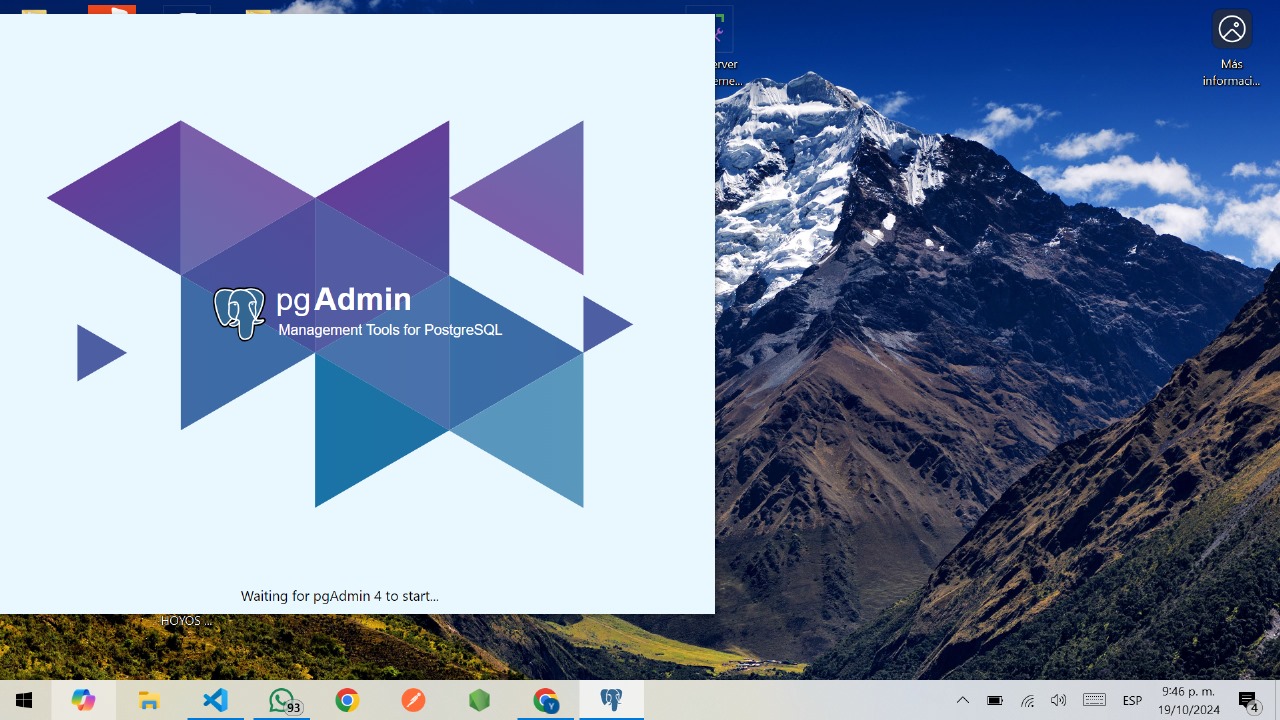 erver
eme...
Más
informaci...
pgAdmin
Management Tools for PostgreSQL
Waiting for pgAdmin 4 to start...
HOYOS ...
93
Y
ESP
9:46 p. m.
19/10/2024
4